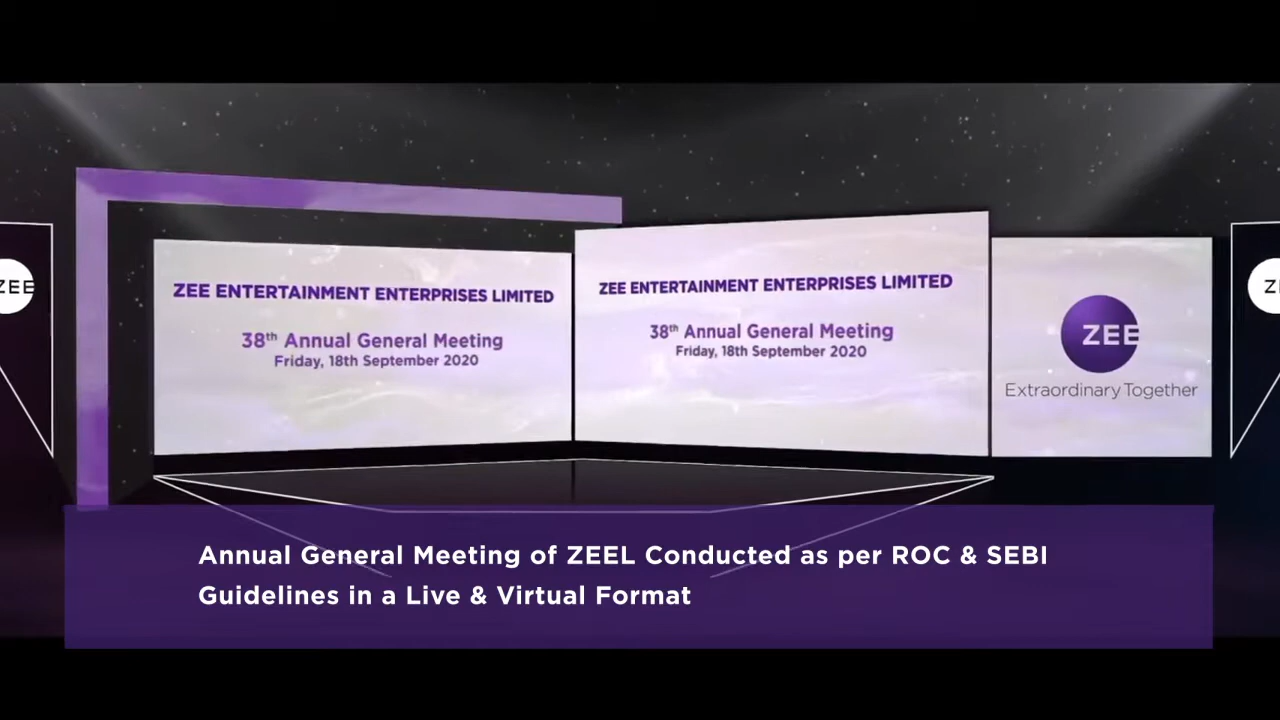 ZEE
ZEE ENTERTAINMENT ENTERPRISES LIMITED
38th Annual General Meeting
Friday, 18th September 2020
ZEE ENTERTAINMENT ENTERPRISES LIMITED
38th Annual General Meeting
Friday, 18th September 2020
ZEE
Extraordinary Together
Annual General Meeting of ZEEL Conducted as per ROC & SEBI
Guidelines in a Live & Virtual Format